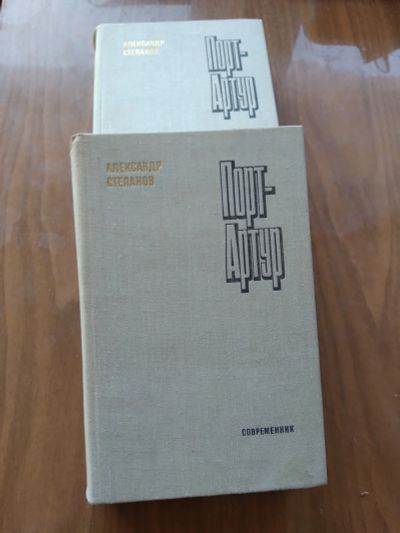 АЛЕКСАНДР
СТЕПАНОВ
Порт-
Артур
АЛЕКСАНДР
СТЕПАНОВ
Порт-
Артур
СОВРЕМЕННИК